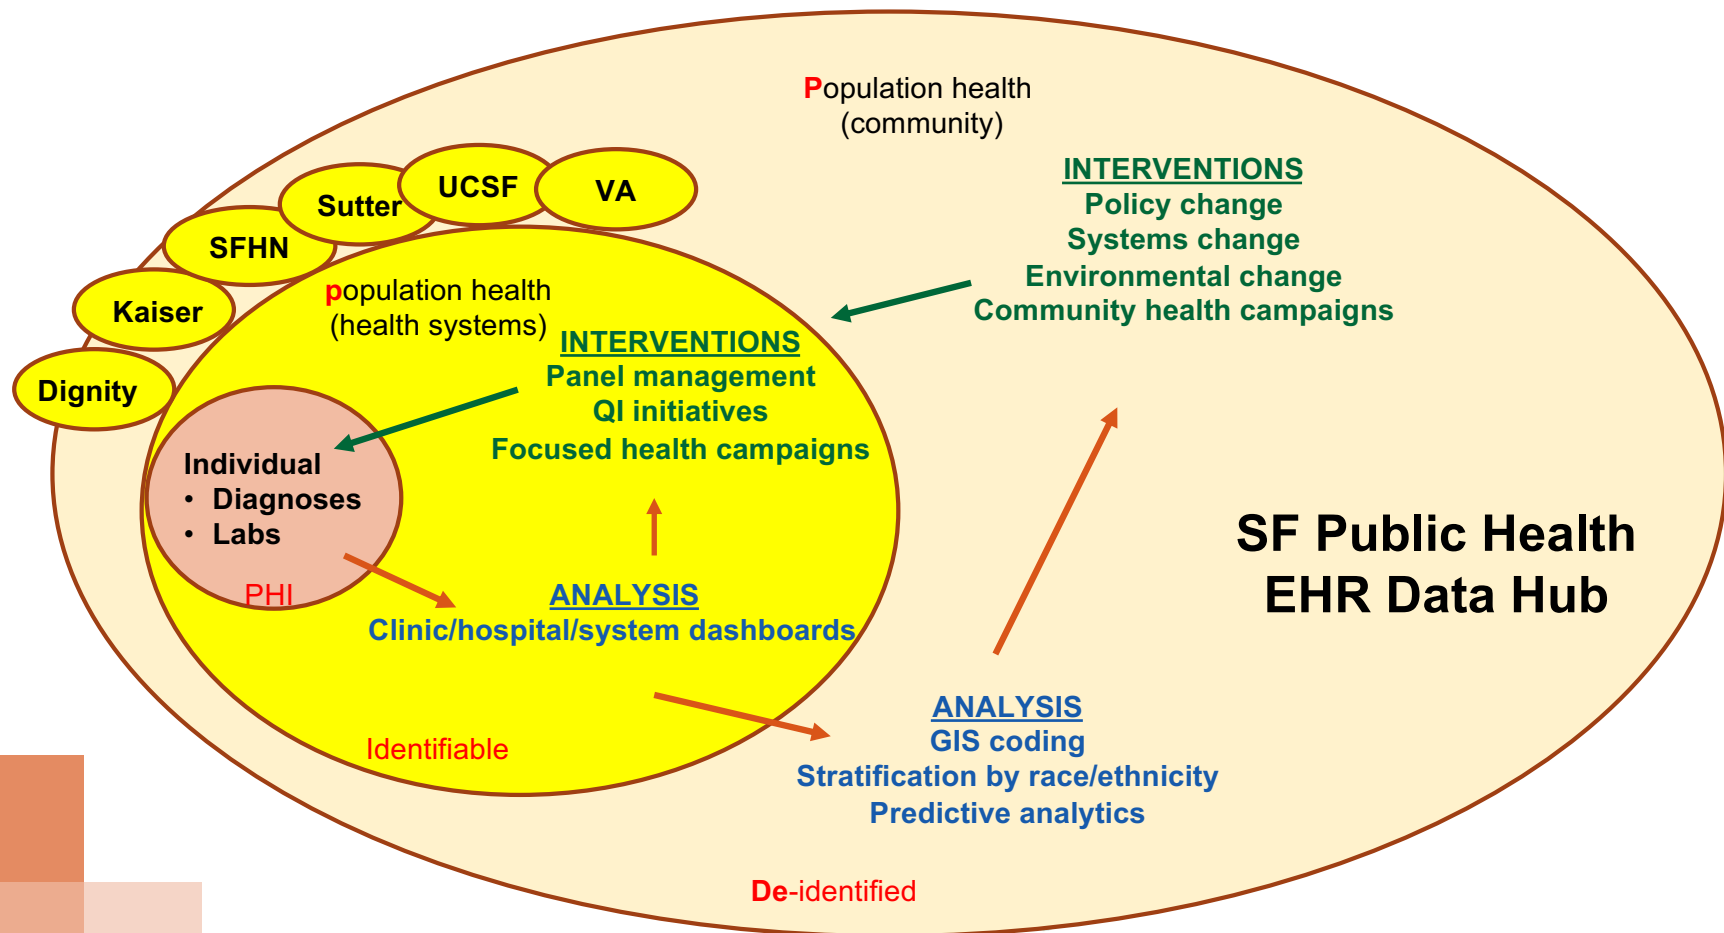 Population health
(community)
INTERVENTIONS
Policy change
Systems change
Environmental change
Community health campaigns
VA
UCSF
Sutter
SFHN
Kaiser
Dignity
population health
(health systems)
INTERVENTIONS
Panel management
QI initiatives
Focused health campaigns
Individual
• Diagnoses
• Labs
PHI
ANALYSIS
Clinic/hospital/system dashboards
Identifiable
SF Public Health
EHR Data Hub
ANALYSIS
GIS coding
Stratification by race/ethnicity
Predictive analytics
De-identified